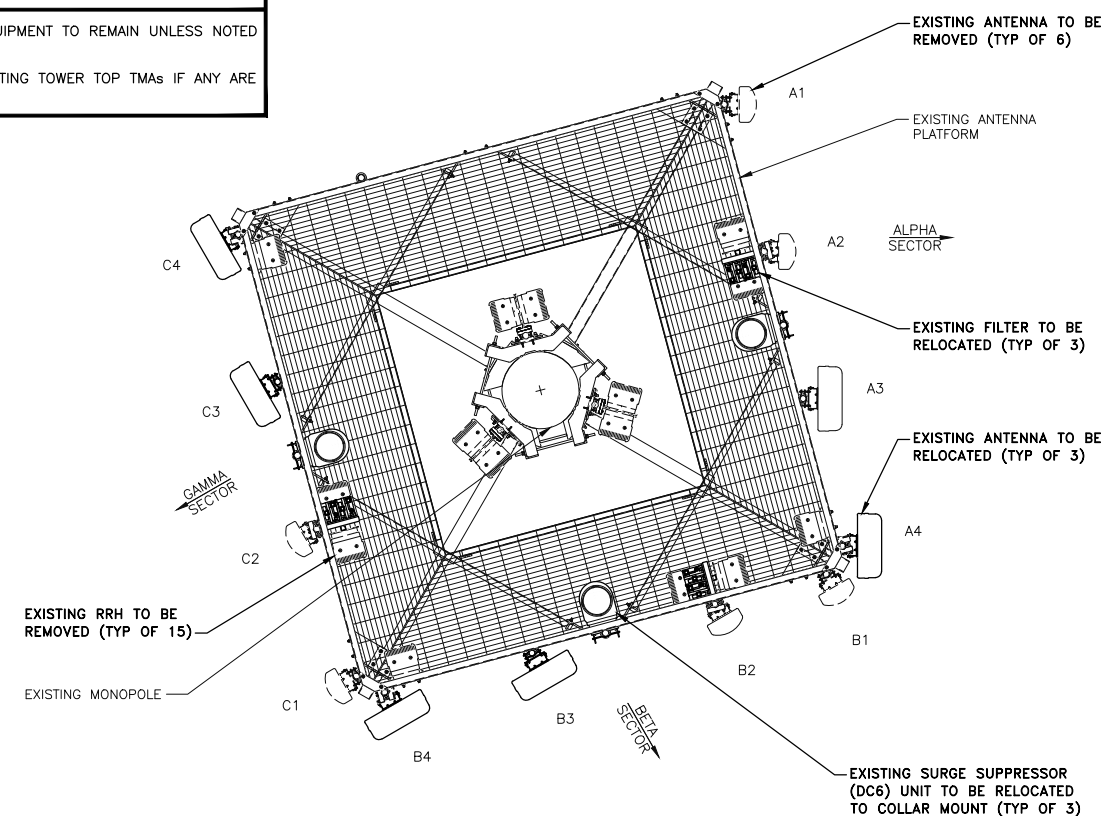 UIPMENT TO REMAIN UNLESS NOTED
TING TOWER TOP TMAs IF ANY ARE
EXISTING ANTENNA TO BE
REMOVED (TYP OF 6)
A1
EXISTING ANTENNA
PLATFORM
A2
ALPHA
SECTOR
C4
EXISTING FILTER TO BE
RELOCATED (TYP OF 3)
A3
C3
EXISTING ANTENNA TO BE
RELOCATED (TYP OF 3)
GAMMA
SECTOR
A4
C2
EXISTING RRH TO BE
REMOVED (TYP OF 15)
B1
B2
EXISTING MONOPOLE
C1
B3
BETA
SECTOR
B4
EXISTING SURGE SUPPRESSOR
(DC6) UNIT TO BE RELOCATED
TO COLLAR MOUNT (TYP OF 3)